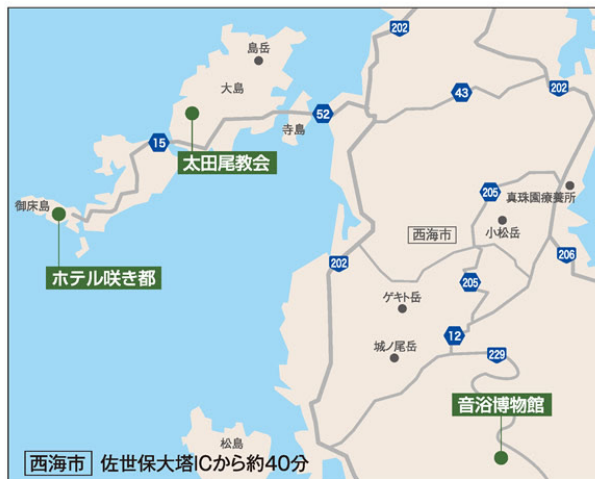 202
島岳
大島
43
202
15
寺島
52
太田尾教会
205
真珠園療養所
御床島
西海市
小松岳
202
206
ホテル咲き都
205
ゲキト岳
12
城ノ尾岳
229
音浴博物館
松島
西海市 佐世保大塔ICから約40分